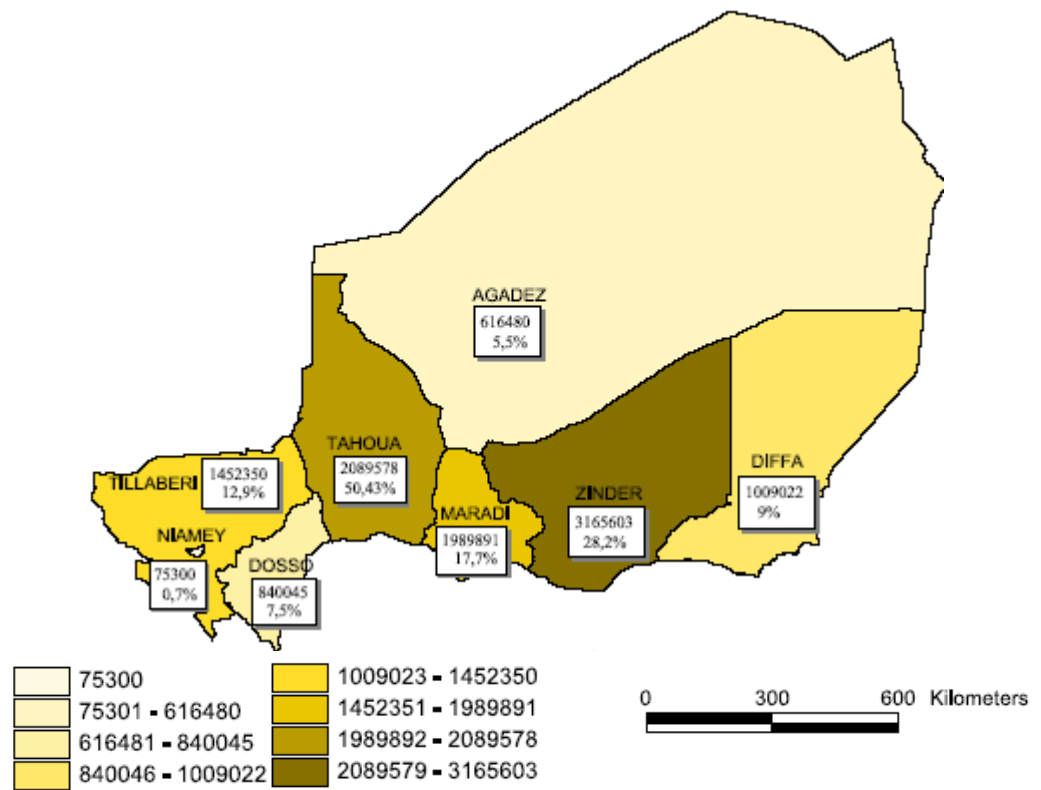 AGADEZ
616480
5,5%
TAHOUA
2089578
50,43%
DIFFA
1009022
9%
TILLABERI
1452350
12,9%
ZINDER
3165603
28,2%
MARADI
1989891
17,7%
NIAMEY
75300
0,7%
DOSSO
840045
7,5%
75300
75301 - 616480
616481 - 840045
840046 - 1009022
1009023 - 1452350
1452351 - 1989891
1989892 - 2089578
2089579 - 3165603
0 300 600 Kilometers